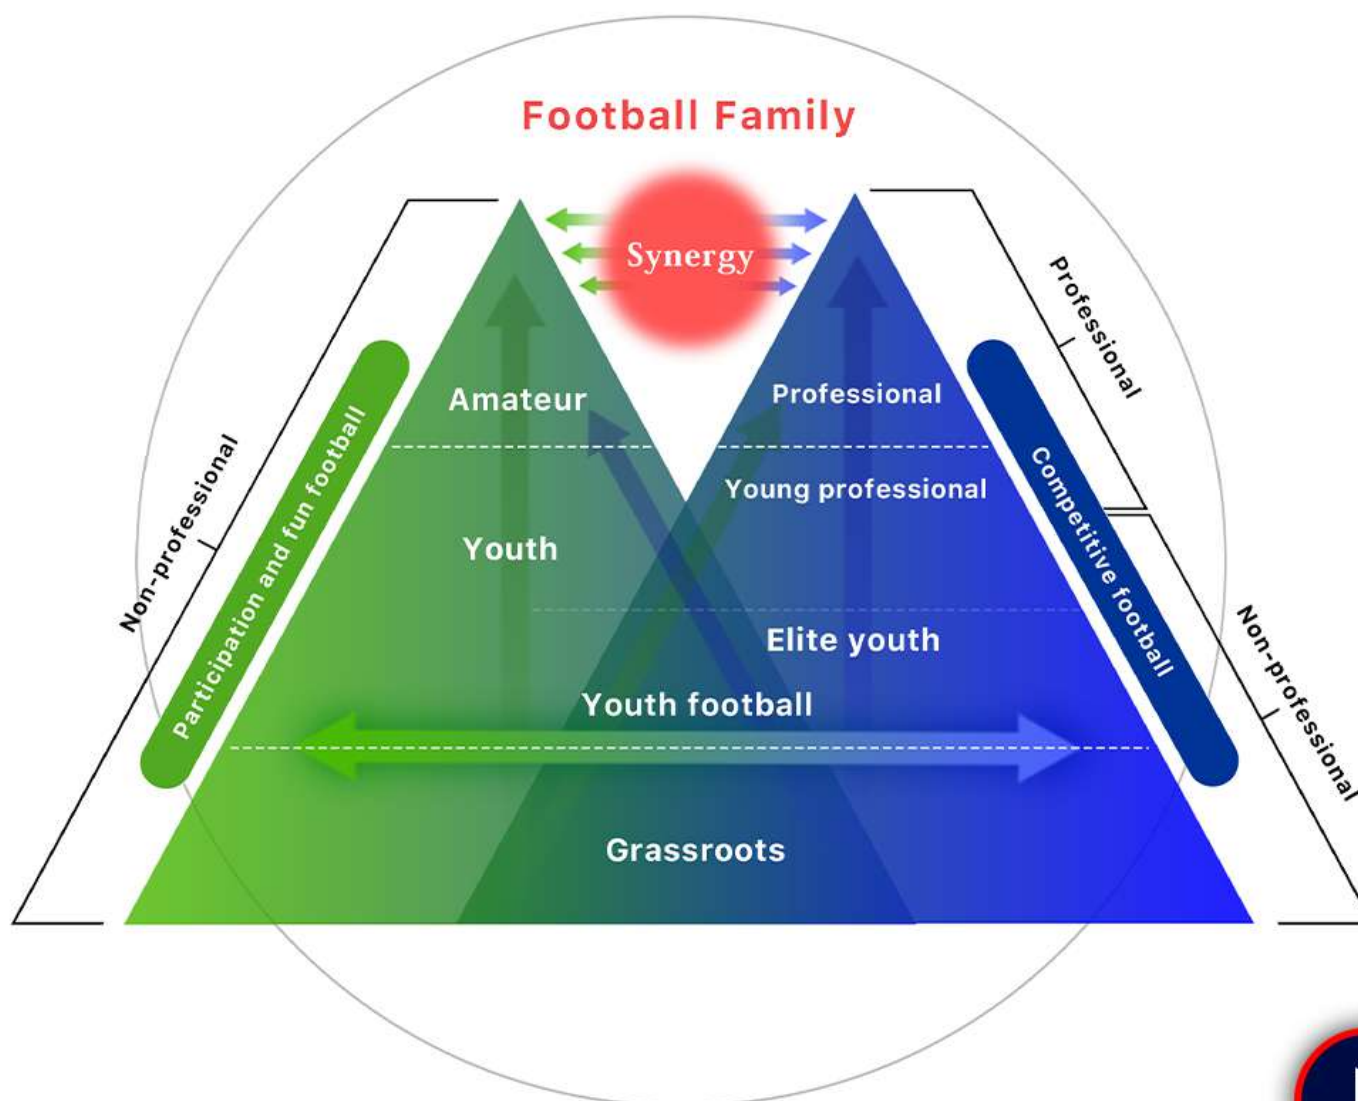 Football Family
Synergy
Professional
Non-professional
Participation and fun football
Amateur
Professional
Competitive football
Young professional
Youth
Elite youth
Non-professional
Youth football
Grassroots